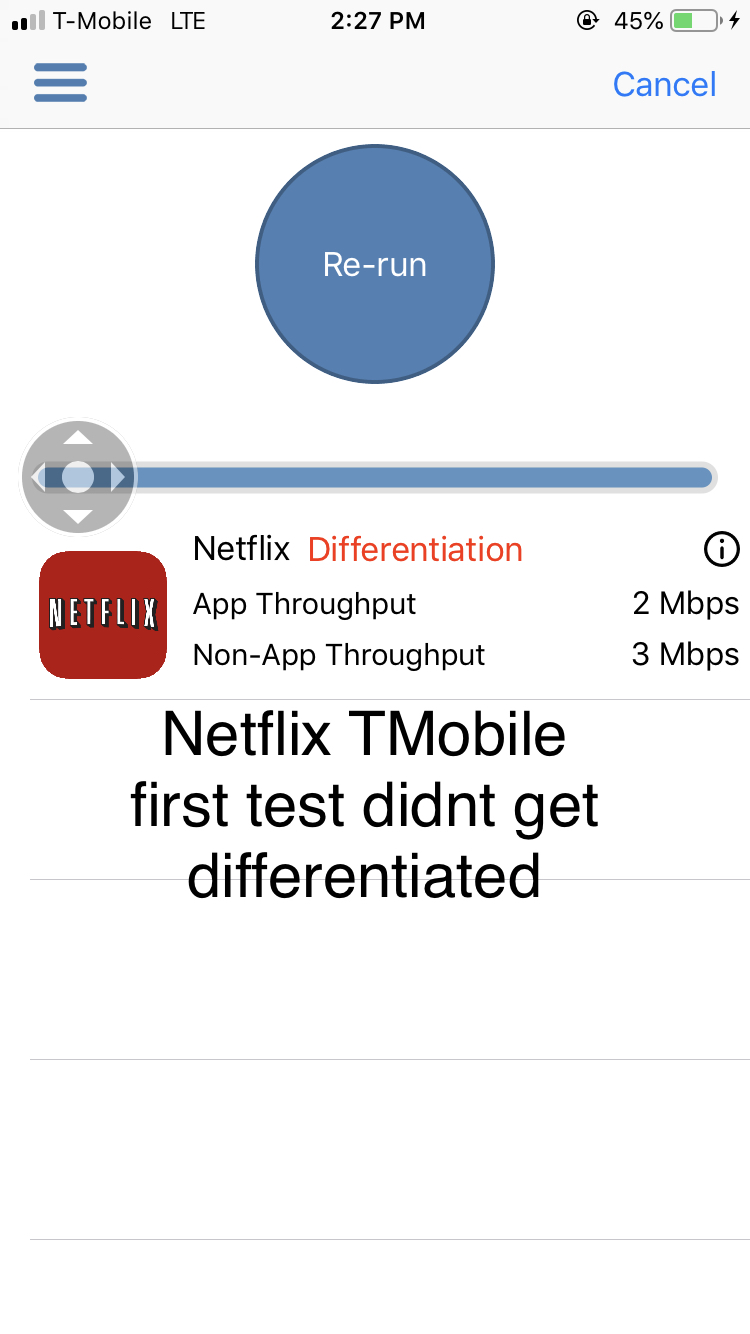 T-Mobile LTE 2:27 PM 45%
Cancel
Re-run
Netflix Differentiation
NETFLIX
App Throughput 2 Mbps
Non-App Throughput 3 Mbps
Netflix TMobile
first test didnt get
differentiated